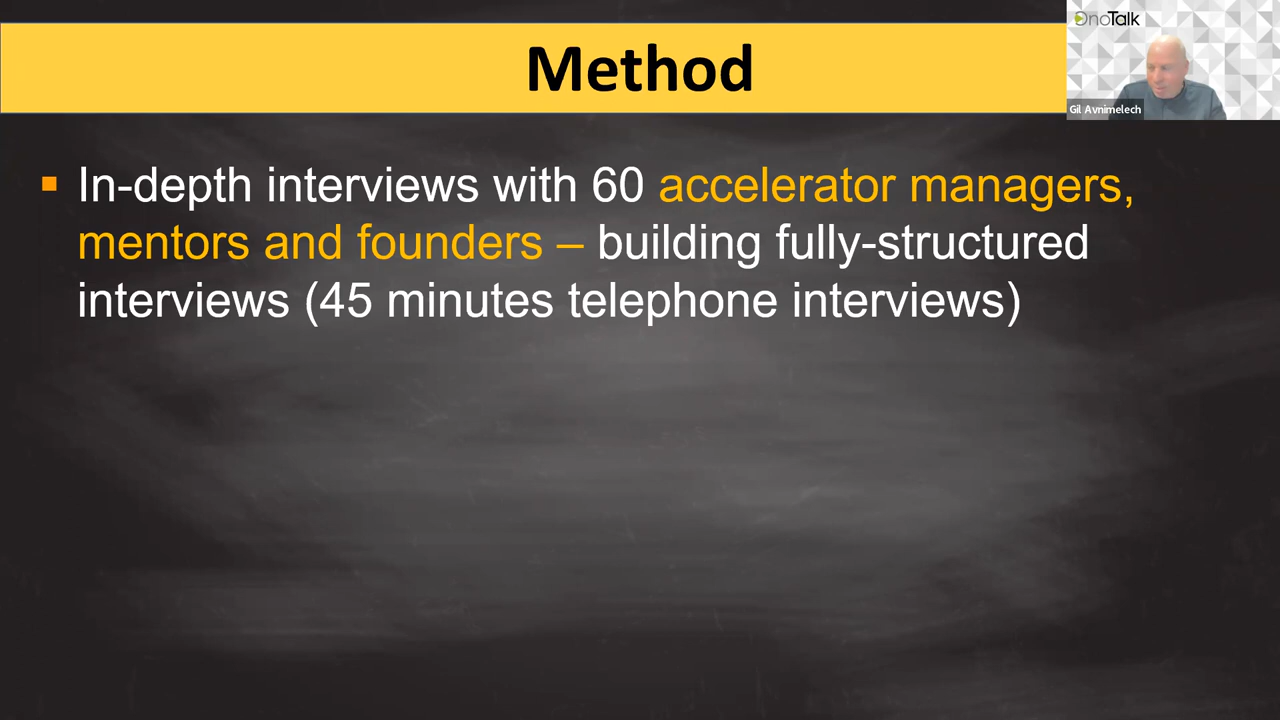 Method
OnoTalk
Gil Avnimelech
▪ In-depth interviews with 60 accelerator managers,
mentors and founders – building fully-structured
interviews (45 minutes telephone interviews)